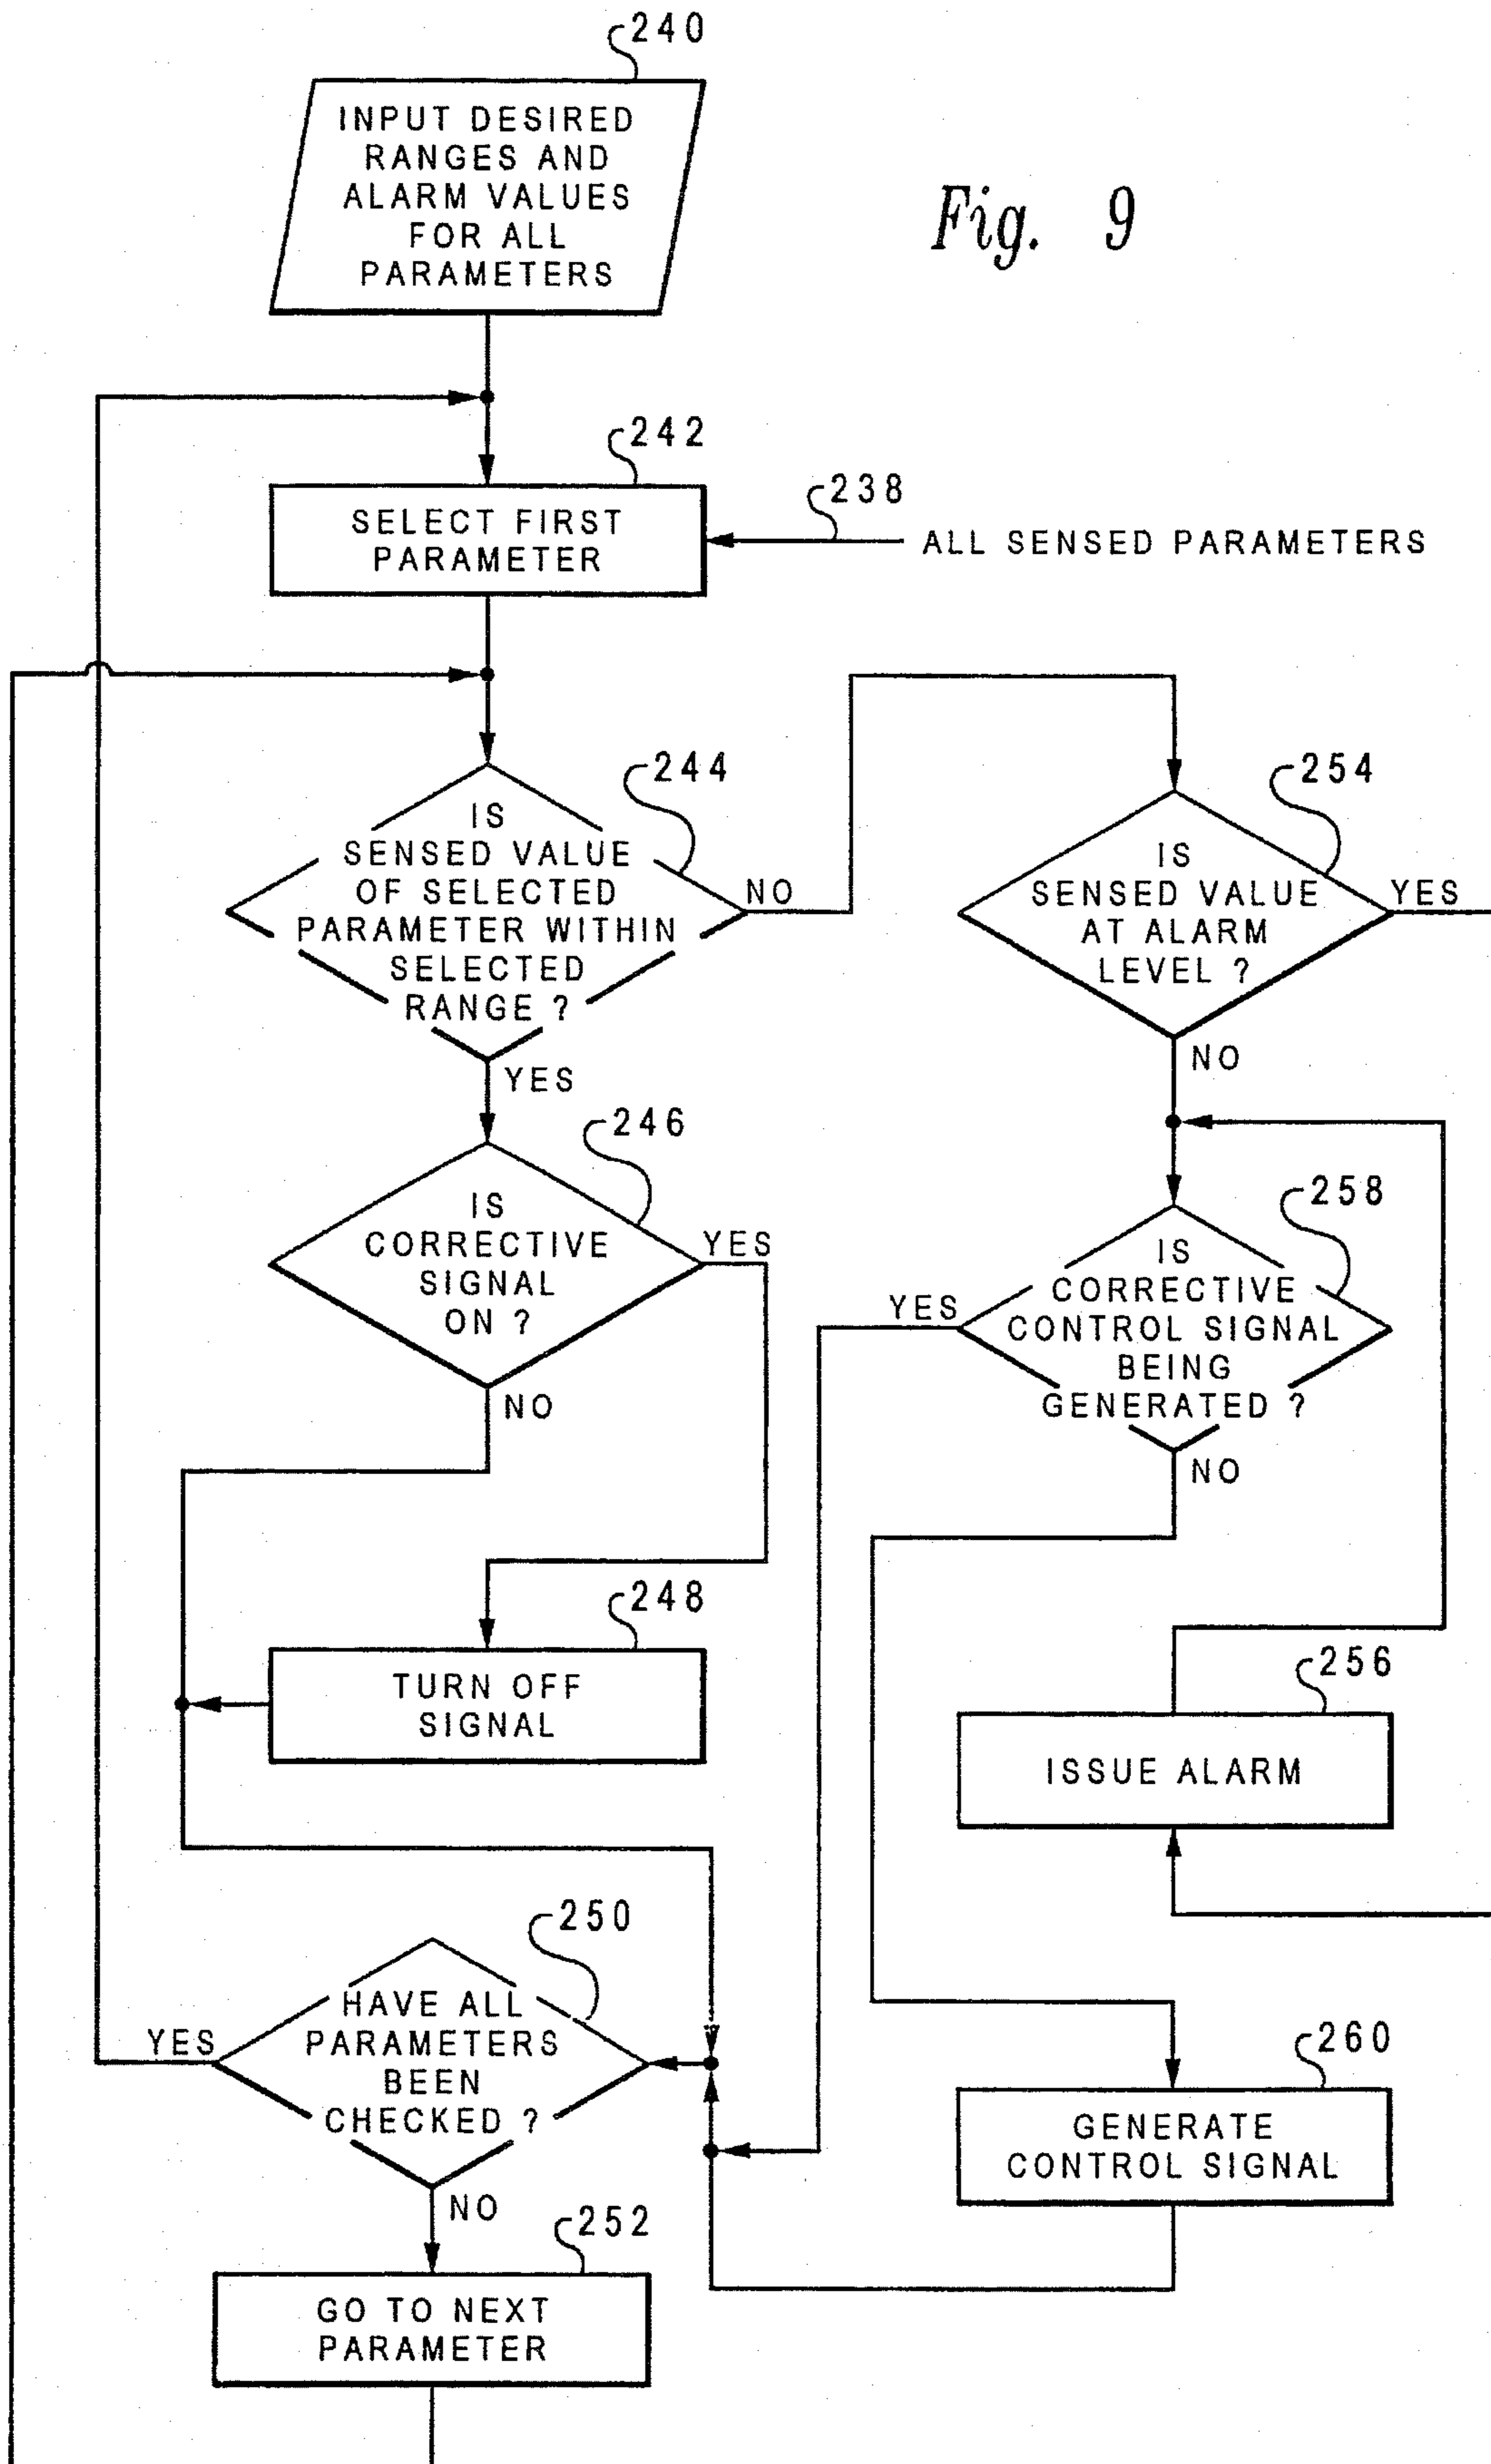 240
INPUT DESIRED
RANGES AND
ALARM VALUES
FOR ALL
PARAMETERS
Fig. 9
242
SELECT FIRST
PARAMETER
238
ALL SENSED PARAMETERS
244
IS
SENSED VALUE
OF SELECTED
PARAMETER WITHIN
SELECTED
RANGE ?
NO
YES
254
IS
SENSED VALUE
AT ALARM
LEVEL ?
YES
NO
246
IS
CORRECTIVE
SIGNAL
ON ?
YES
NO
258
IS
CORRECTIVE
CONTROL SIGNAL
BEING
GENERATED ?
YES
NO
248
TURN OFF
SIGNAL
256
ISSUE ALARM
250
HAVE ALL
PARAMETERS
BEEN
CHECKED ?
YES
NO
260
GENERATE
CONTROL SIGNAL
252
GO TO NEXT
PARAMETER